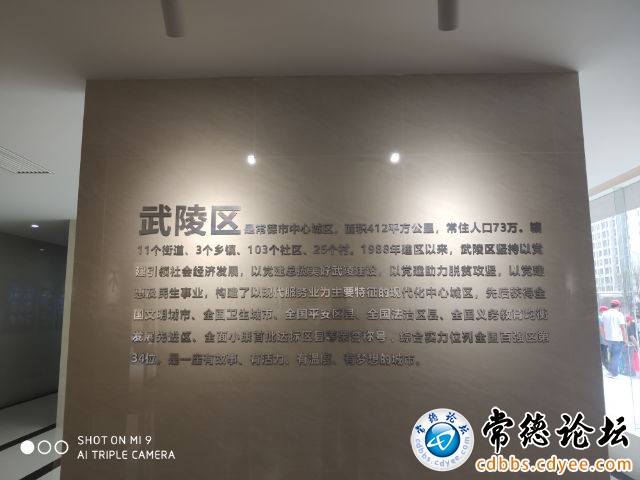 武陵区是常德市中心城区，面积412平方公里，常住人口73万。辖
11个街道、3个乡镇、103个社区、25个村。1988年建区以来，武陵区坚持以党
建引领社会经济发展，以党建总揽美好武陵建设，以党建助力脱贫攻坚，以党建
惠及民生事业，构建了以现代服务业为主要特征的现代化中心城区，先后获得全
国文明城市、全国卫生城市、全国平安区县、全国法治区县、全国义务教育均衡
发展先进区、全面小康首批达标区县等荣誉称号，综合实力位列全国百强区第
34位。是一座有故事、有活力、有温度、有梦想的城市。
SHOT ON MI 9
AI TRIPLE CAMERA
常德论坛
cdbbs.cdyee.com